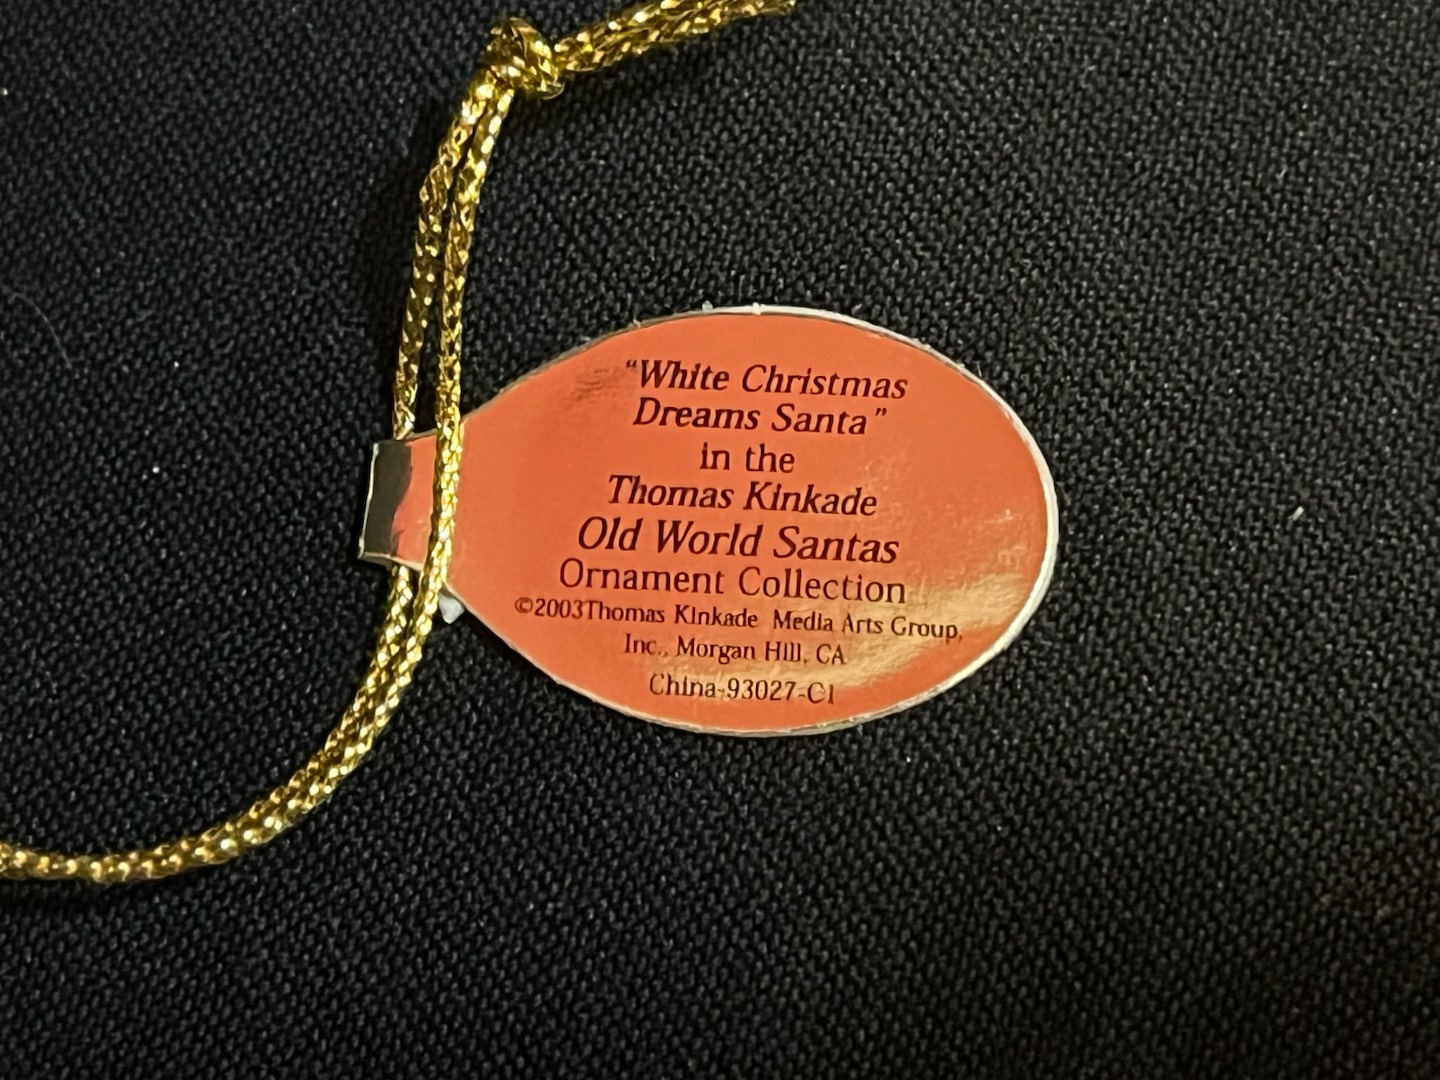 “White Christmas
Dreams Santa”
in the
Thomas Kinkade
Old World Santas
Ornament Collection
©2003Thomas Kinkade Media Arts Group,
Inc., Morgan Hill, CA
China-93027-C1